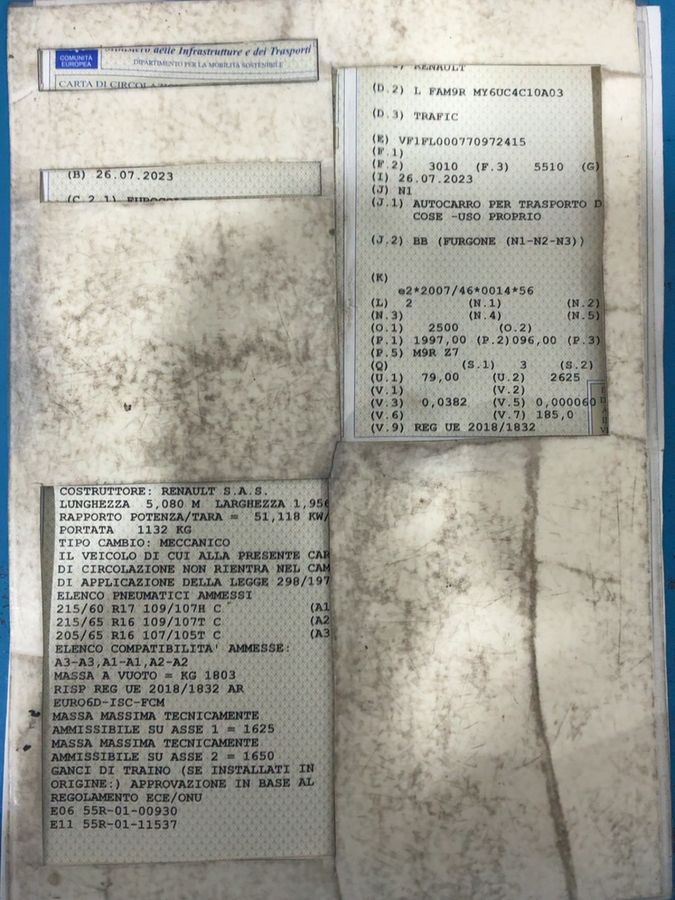 COMUNITÀ
EUROPEA
delle Infrastrutture e dei Trasporti
DIPARTIMENTO PER LA MOBILITÀ SOSTENIBILE
CARTA DI
(B) 26.07.2023
(C.2.1)
RENAULT
(D.2) L FAM9R MY6UC4C10A03
(D.3) TRAFIC
(E) VF1FL000770972415
(F.1)
(F.2) 3010 (F.3) 5510 (G)
(I) 26.07.2023
(J) N1
(J.1) AUTOCARRO PER TRASPORTO D
COSE -USO PROPRIO
(J.2) BB (FURGONE (N1-N2-N3))
(K)
e2*2007/46*0014*56
(L) 2 (N.1) (N.2)
(N.3) (N.4) (N.5)
(O.1) 2500 (O.2)
(P.1) 1997,00 (P.2)096,00 (P.3)
(P.5) M9R Z7
(Q) (S.1) 3 (S.2)
(U.1) 79,00 (U.2) 2625
(V.1) (V.2)
(V.3) 0,0382 (V.5) 0,000060
(V.6) (V.7) 185,0
(V.9) REG UE 2018/1832
COSTRUTTORE: RENAULT S.A.S.
LUNGHEZZA 5,080 M LARGHEZZA 1,956
RAPPORTO POTENZA/TARA = 51,118 KW/
PORTATA 1132 KG
TIPO CAMBIO: MECCANICO
IL VEICOLO DI CUI ALLA PRESENTE CAR
DI CIRCOLAZIONE NON RIENTRA NEL CAM
DI APPLICAZIONE DELLA LEGGE 298/197
ELENCO PNEUMATICI AMMESSI
215/60 R17 109/107H C (A1
215/65 R16 109/107T C (A2
205/65 R16 107/105T C (A3
ELENCO COMPATIBILITA' AMMESSE:
A3-A3,A1-A1,A2-A2
MASSA A VUOTO = KG 1803
RISP REG UE 2018/1832 AR
EURO6D-ISC-FCM
MASSA MASSIMA TECNICAMENTE
AMMISSIBILE SU ASSE 1 = 1625
MASSA MASSIMA TECNICAMENTE
AMMISSIBILE SU ASSE 2 = 1650
GANCI DI TRAINO (SE INSTALLATI IN
ORIGINE:) APPROVAZIONE IN BASE AL
REGOLAMENTO ECE/ONU
E06 55R-01-00930
E11 55R-01-11537